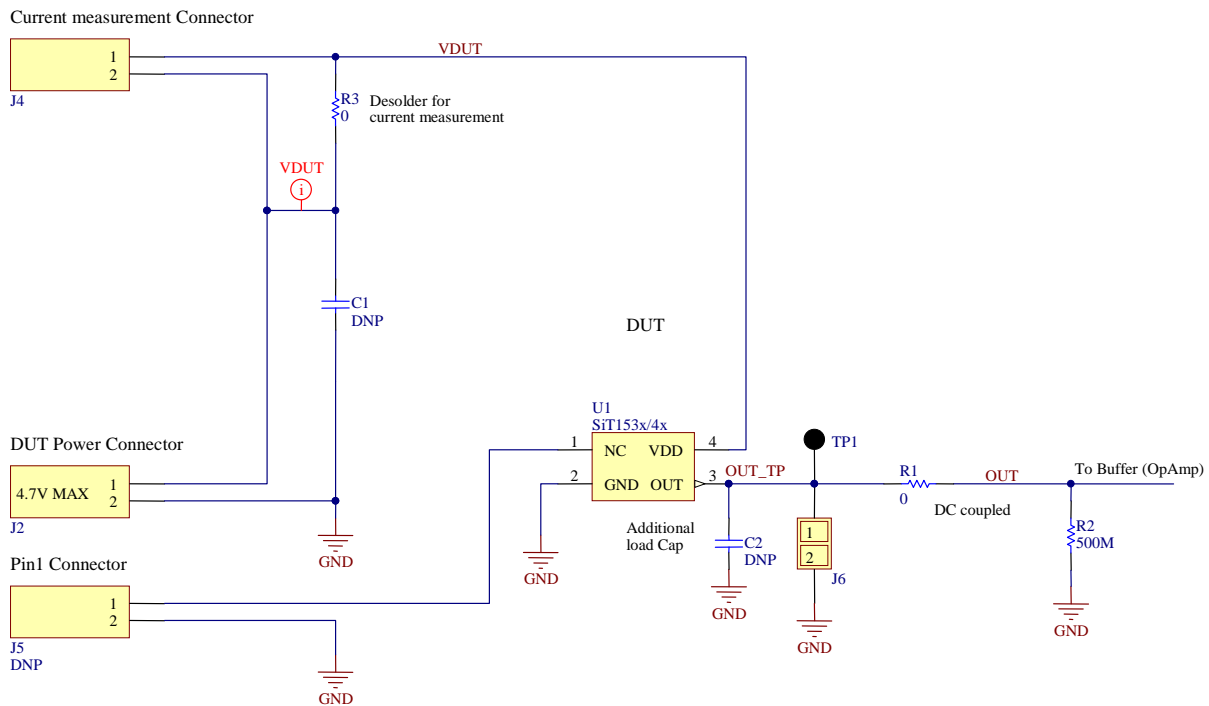 Current measurement Connector
1
2
J4
VDUT
R3
0
Desolder for
current measurement
VDUT
i
C1
DNP
DUT
DUT Power Connector
4.7V MAX
1
2
J2
GND
Pin1 Connector
1
2
J5
DNP
GND
U1
SiT153x/4x
1
NC
VDD
4
2
GND
OUT
3
GND
OUT_TP
Additional
load Cap
C2
DNP
GND
TP1
1
2
J6
GND
R1
0
DC coupled
OUT
To Buffer (OpAmp)
R2
500M
GND